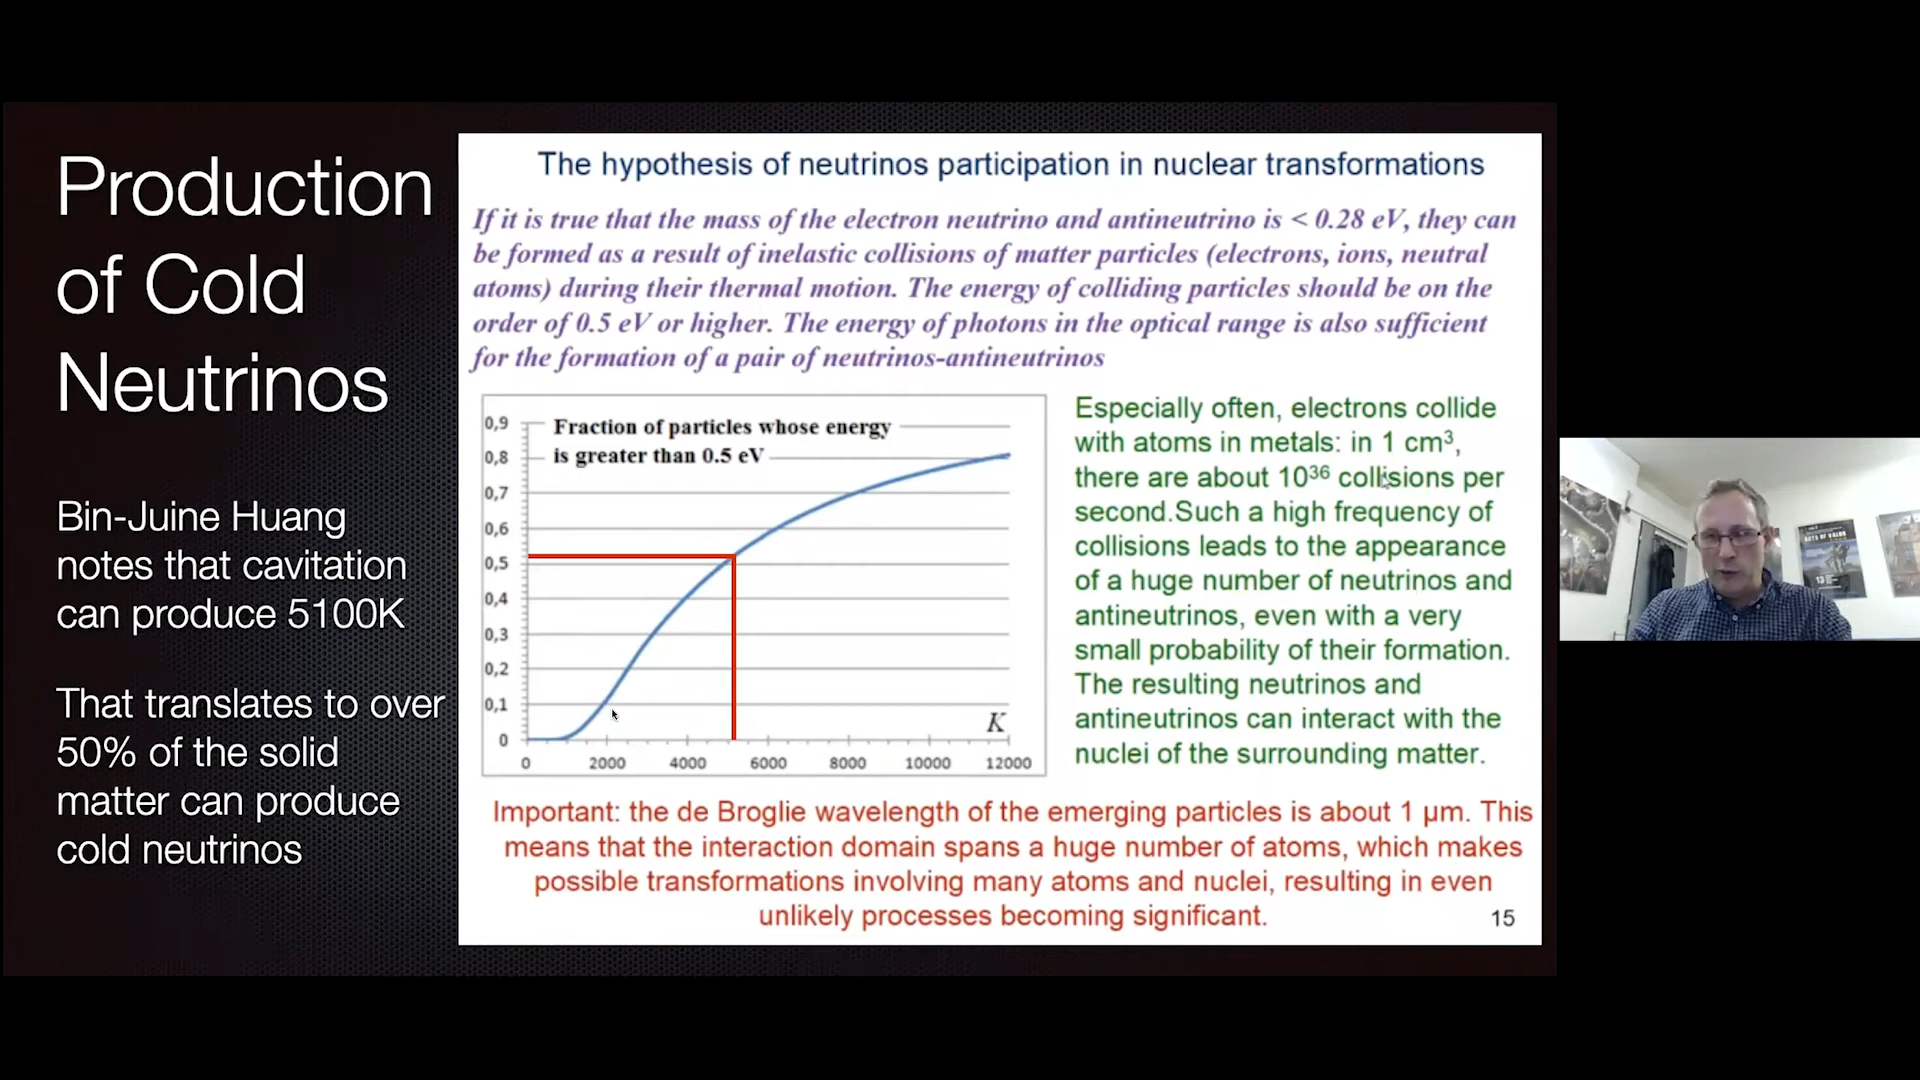 Production
of Cold
Neutrinos
Bin-Juine Huang
notes that cavitation
can produce 5100K
That translates to over
50% of the solid
matter can produce
cold neutrinos
The hypothesis of neutrinos participation in nuclear transformations
If it is true that the mass of the electron neutrino and antineutrino is < 0.28 eV, they can
be formed as a result of inelastic collisions of matter particles (electrons, ions, neutral
atoms) during their thermal motion. The energy of colliding particles should be on the
order of 0.5 eV or higher. The energy of photons in the optical range is also sufficient
for the formation of a pair of neutrinos-antineutrinos
Fraction of particles whose energy
is greater than 0.5 eV
0,9
0,8
0,7
0,6
0,5
0,4
0,3
0,2
0,1
0
K
0 2000 4000 6000 8000 10000 12000
Especially often, electrons collide
with atoms in metals: in 1 cm³,
there are about 10³⁶ collisions per
second.Such a high frequency of
collisions leads to the appearance
of a huge number of neutrinos and
antineutrinos, even with a very
small probability of their formation.
The resulting neutrinos and
antineutrinos can interact with the
nuclei of the surrounding matter.
Important: the de Broglie wavelength of the emerging particles is about 1 µm. This
means that the interaction domain spans a huge number of atoms, which makes
possible transformations involving many atoms and nuclei, resulting in even
unlikely processes becoming significant.
15